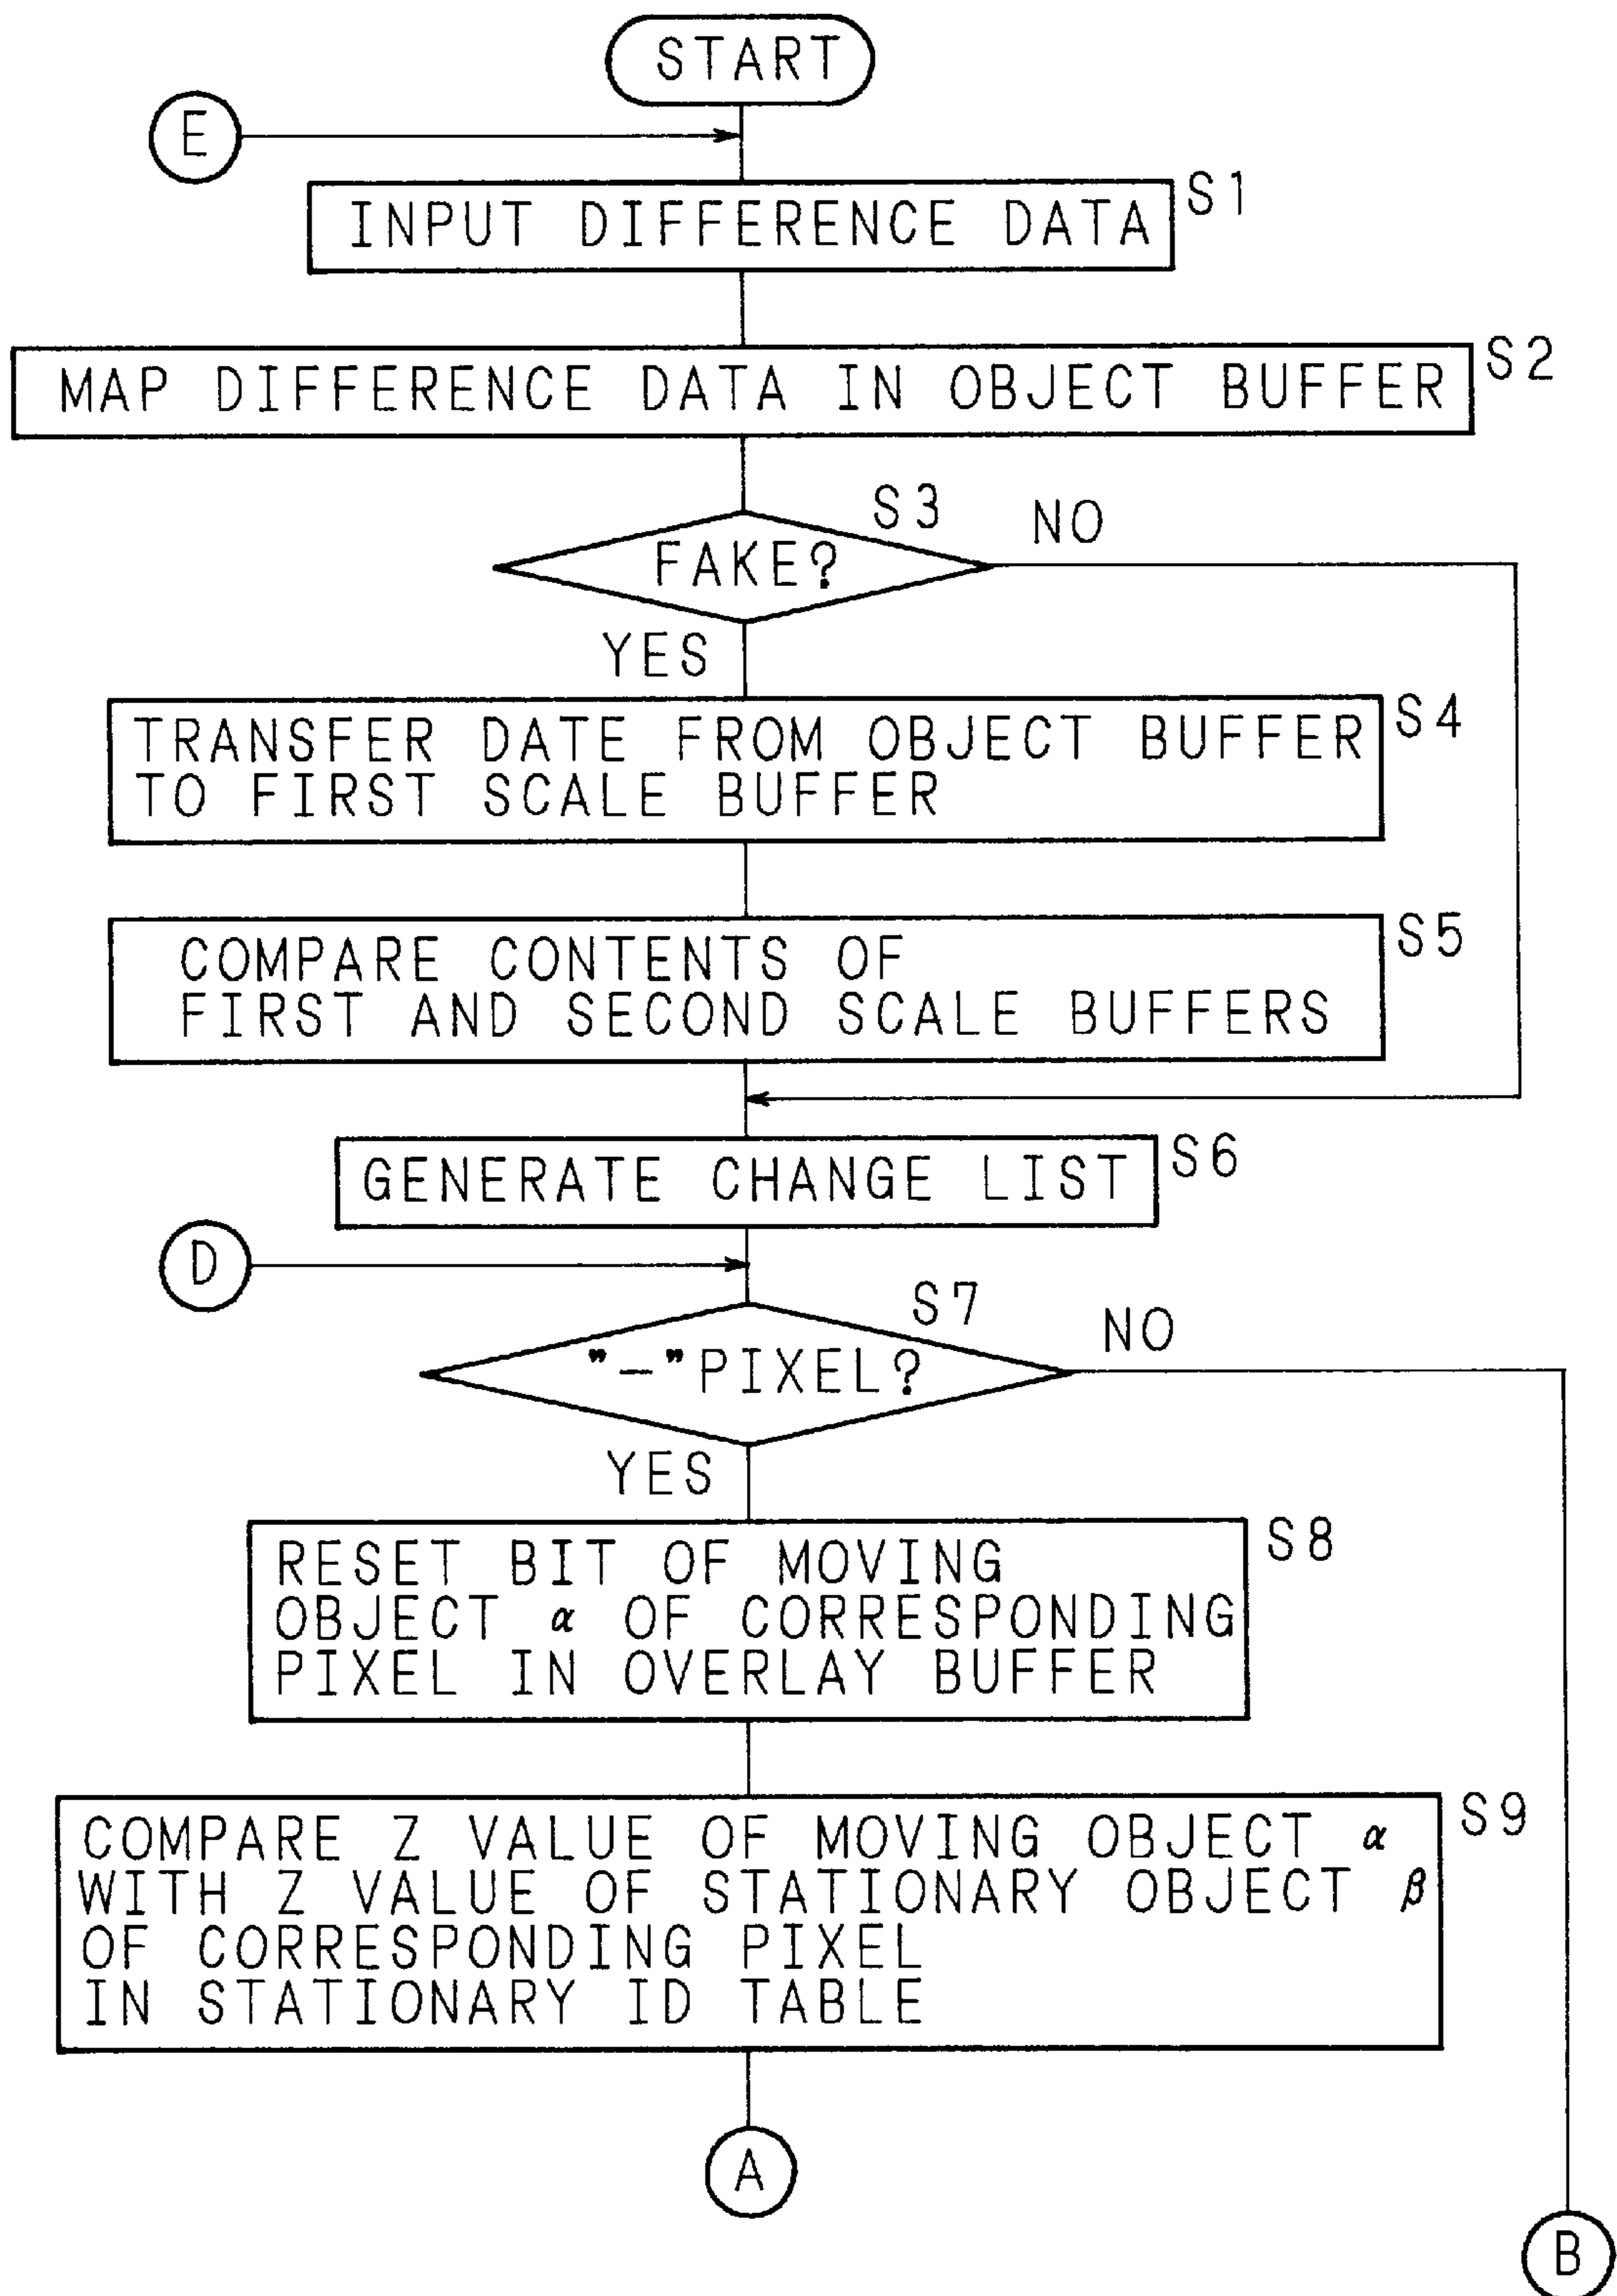 START
E
S1
INPUT DIFFERENCE DATA
S2
MAP DIFFERENCE DATA IN OBJECT BUFFER
S3
NO
FAKE?
YES
S4
TRANSFER DATE FROM OBJECT BUFFER
TO FIRST SCALE BUFFER
S5
COMPARE CONTENTS OF
FIRST AND SECOND SCALE BUFFERS
S6
GENERATE CHANGE LIST
D
S7
NO
"-"PIXEL?
YES
S8
RESET BIT OF MOVING
OBJECT α OF CORRESPONDING
PIXEL IN OVERLAY BUFFER
S9
COMPARE Z VALUE OF MOVING OBJECT α
WITH Z VALUE OF STATIONARY OBJECT β
OF CORRESPONDING PIXEL
IN STATIONARY ID TABLE
A
B